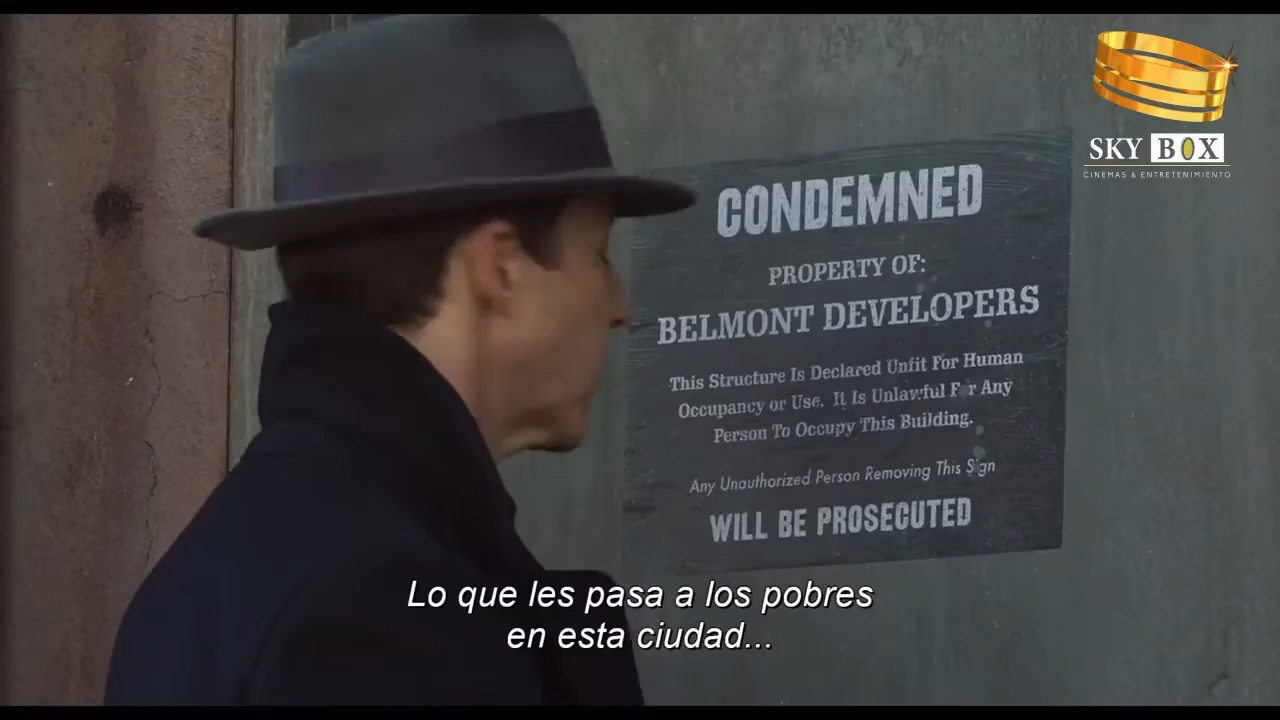 SKY BOX
CINEMAS & ENTRETENIMIENTO
CONDEMNED
PROPERTY OF:
BELMONT DEVELOPERS
This Structure Is Declared Unfit For Human
Occupancy or Use. It Is Unlawful For Any
Person To Occupy This Building.
Any Unauthorized Person Removing This Sign
WILL BE PROSECUTED
Lo que les pasa a los pobres
en esta ciudad...